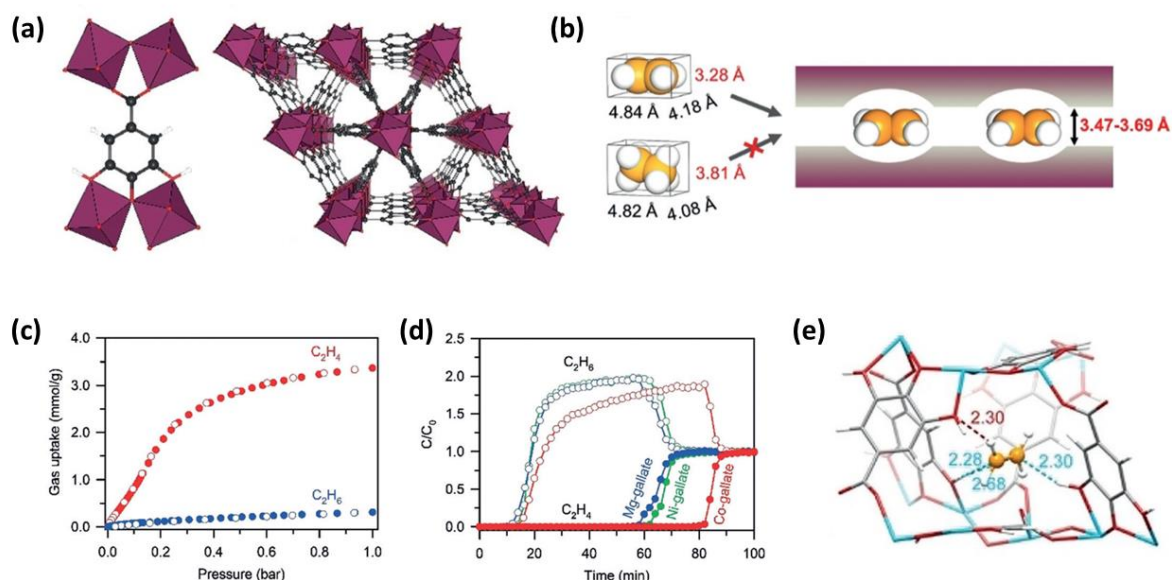 (a)
(b)
3.28 Å
4.84 Å 4.18 Å
3.81 Å
4.82 Å 4.08 Å
3.47-3.69 Å
(c)
4.0
3.0
2.0
1.0
0.0
Gas uptake (mmol/g)
C₂H₄
C₂H₆
0.0 0.2 0.4 0.6 0.8 1.0
Pressure (bar)
(d)
2.5
2.0
1.5
1.0
0.5
0.0
C/C₀
C₂H₆
C₂H₄
Mg-gallate
Ni-gallate
Co-gallate
0 20 40 60 80 100
Time (min)
(e)
2.30
2.28
2.30
2.68